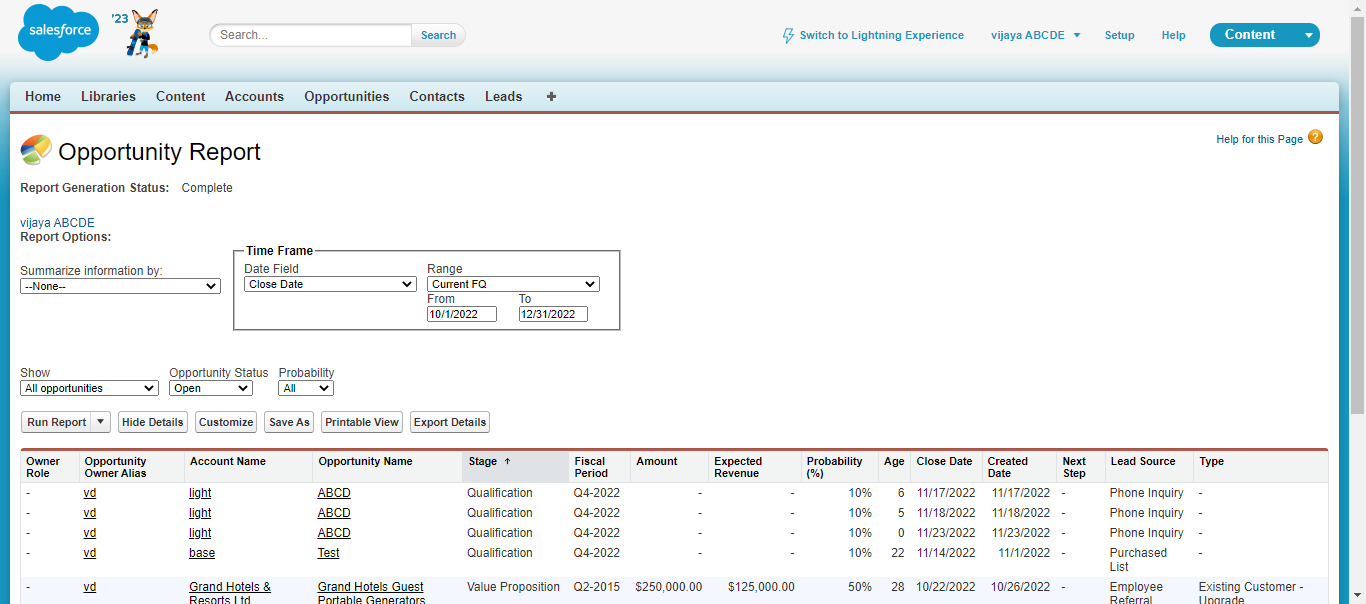 salesforce
'23
Search...
Search
Switch to Lightning Experience
vijaya ABCDE
Setup
Help
Content
Home Libraries Content Accounts Opportunities Contacts Leads +
Help for this Page ?
Opportunity Report
Report Generation Status: Complete
vijaya ABCDE
Report Options:
Summarize information by:
--None--
Time Frame
Date Field Range
Close Date Current FQ
From To
10/1/2022 12/31/2022
Show Opportunity Status Probability
All opportunities Open All
Run Report Hide Details Customize Save As Printable View Export Details
Owner Opportunity Account Name Opportunity Name Stage ↑ Fiscal Amount Expected Probability Age Close Date Created Next Lead Source Type
Role Owner Alias Period Revenue (%) Date Step
- vd light ABCD Qualification Q4-2022 - - 10% 6 11/17/2022 11/17/2022 - Phone Inquiry -
- vd light ABCD Qualification Q4-2022 - - 10% 5 11/18/2022 11/18/2022 - Phone Inquiry -
- vd light ABCD Qualification Q4-2022 - - 10% 0 11/23/2022 11/23/2022 - Phone Inquiry -
- vd base Test Qualification Q4-2022 - - 10% 22 11/14/2022 11/1/2022 - Purchased -
List
- vd Grand Hotels & Grand Hotels Guest Value Proposition Q2-2015 $250,000.00 $125,000.00 50% 28 10/22/2022 10/26/2022 - Employee Existing Customer -
Resorts Ltd Portable Generators Referral Upgrade